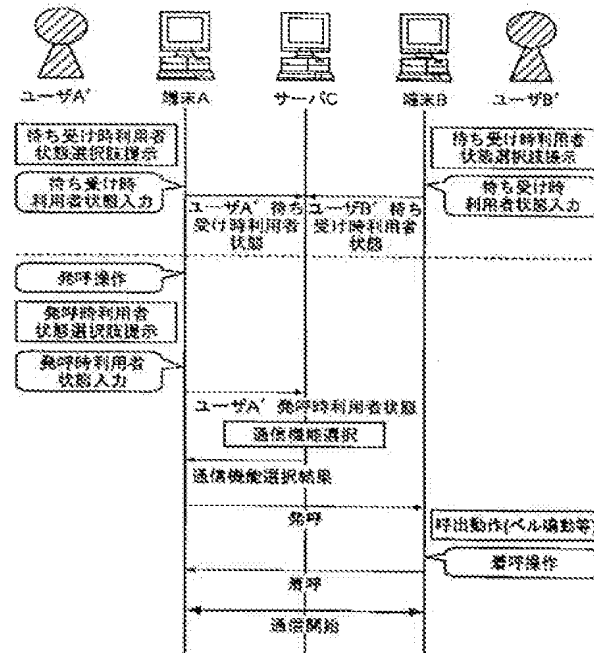 ユーザA' 端末A サーバC 端末B ユーザB'
待ち受け時利用者
状態選択肢提示
待ち受け時利用者
状態選択肢提示
待ち受け時
利用者状態入力
待ち受け時
利用者状態入力
ユーザA' 待ち
受け時利用者
状態
ユーザB' 待ち
受け時利用者
状態
発呼操作
発呼時利用者
状態選択肢提示
発呼時利用者
状態入力
ユーザA' 発呼時利用者状態
通信機能選択
通信機能選択結果
発呼
呼出動作(ベル鳴動等)
着呼操作
着呼
通信開始